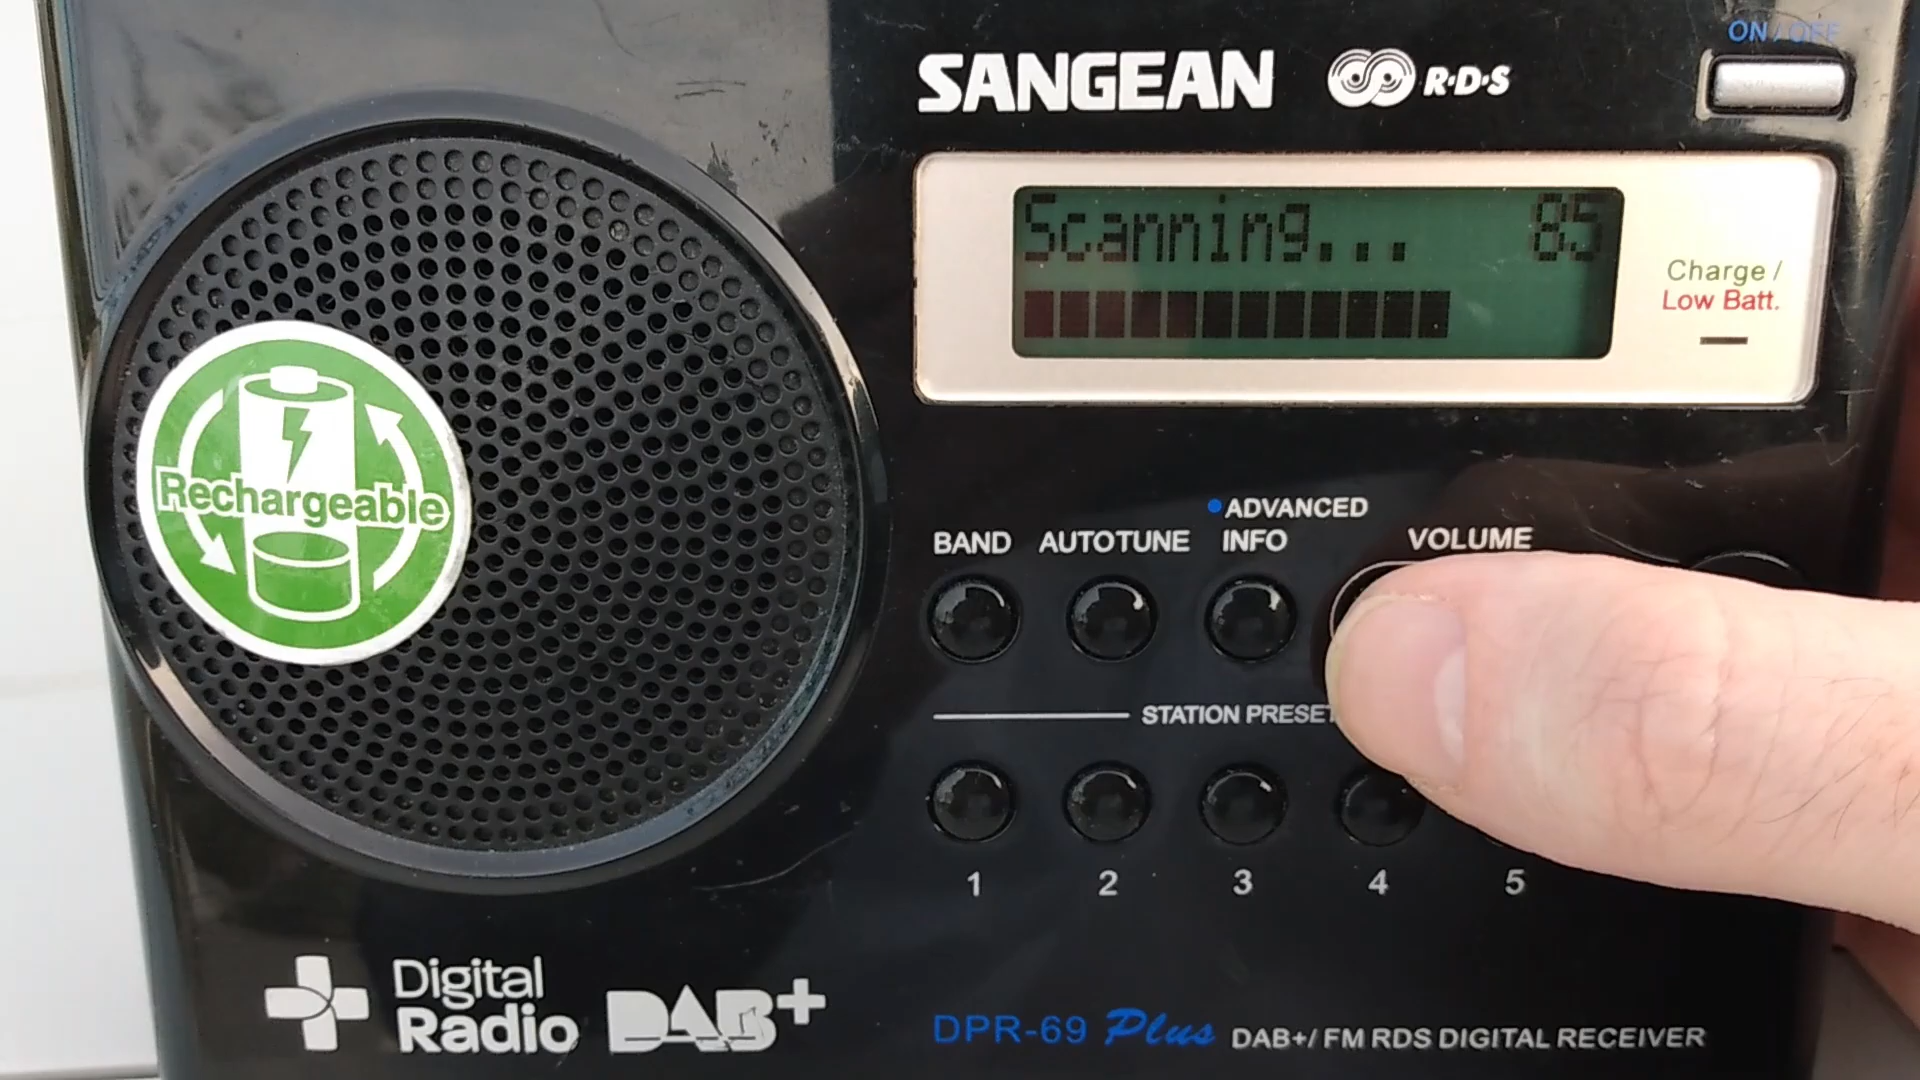 ON / OFF
SANGEAN
R·D·S
Scanning... 85
Charge /
Low Batt.
Rechargeable
ADVANCED
BAND AUTOTUNE INFO VOLUME
STATION PRESET
1 2 3 4 5
Digital
Radio
DAB+
DPR-69 Plus DAB+/ FM RDS DIGITAL RECEIVER